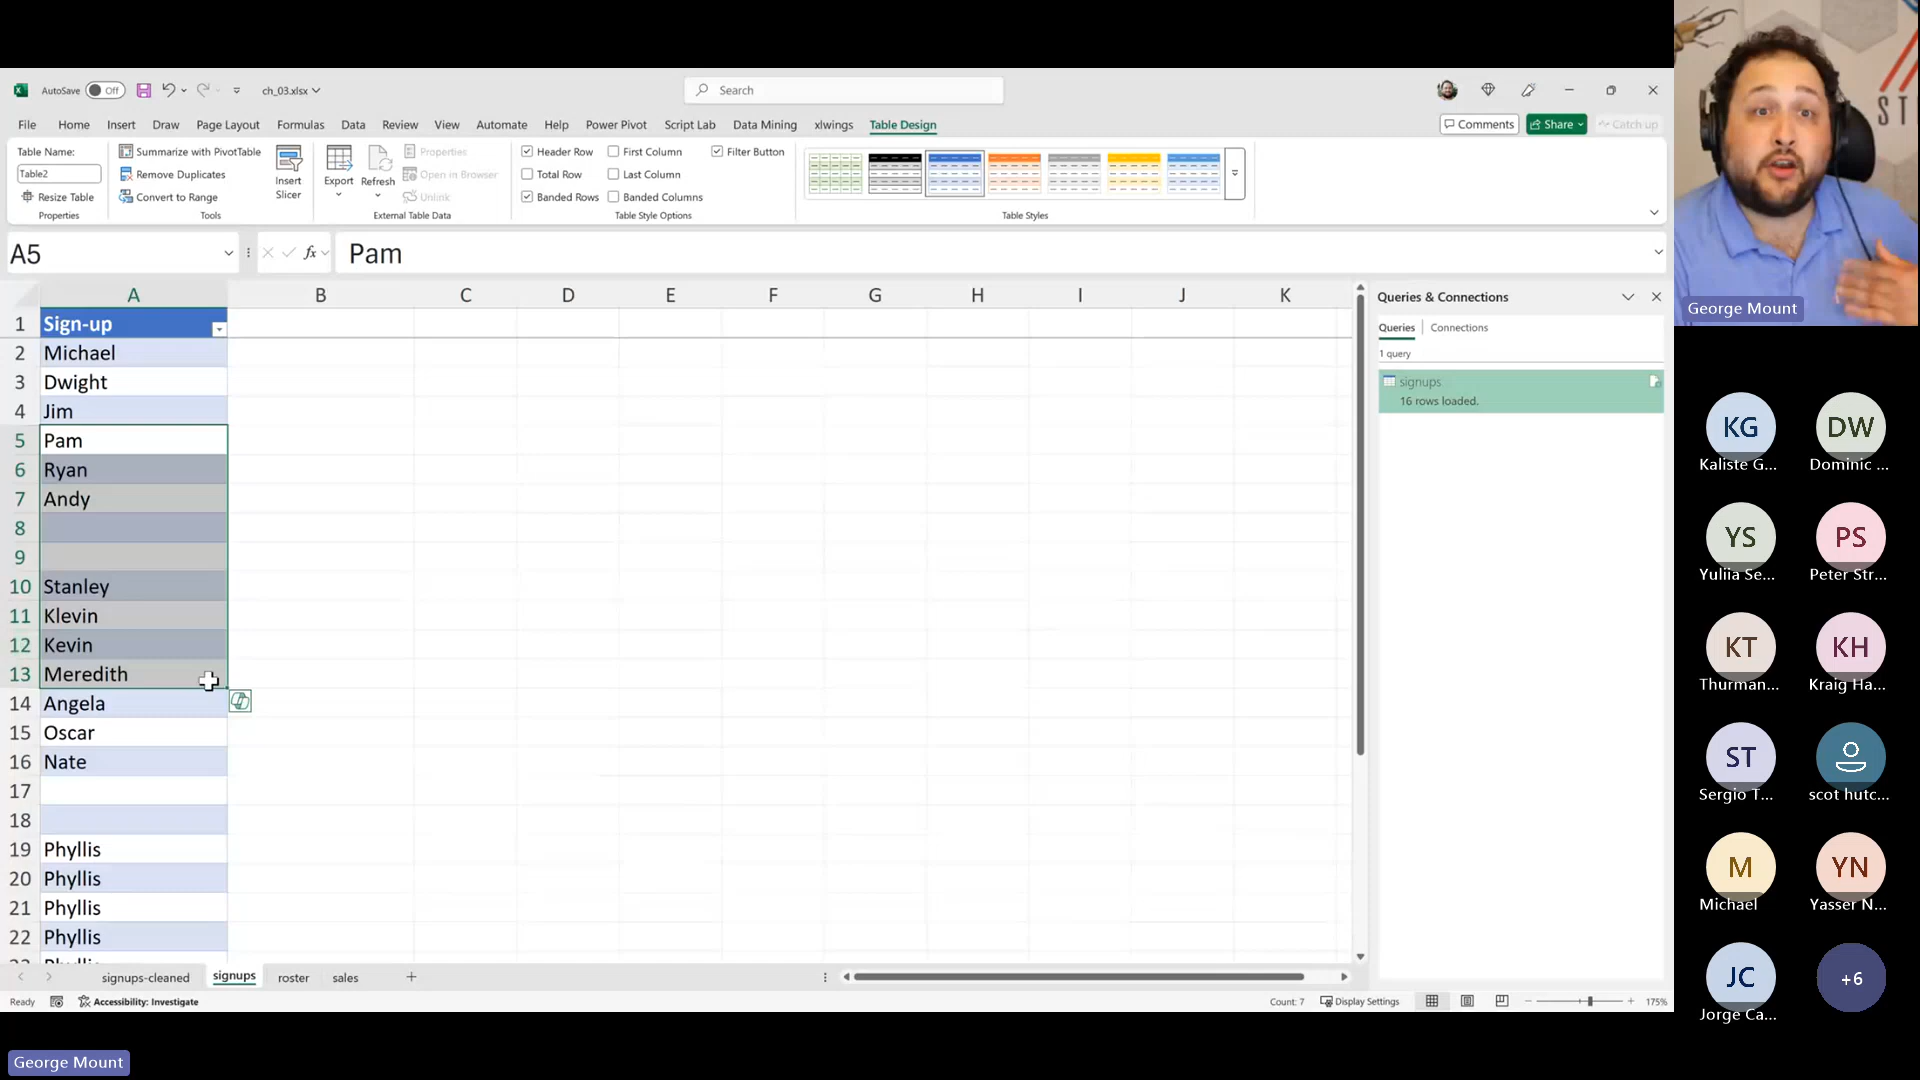 AutoSave Off ch_03.xlsx Search
File Home Insert Draw Page Layout Formulas Data Review View Automate Help Power Pivot Script Lab Data Mining xlwings Table Design Comments Share Catch up
Table Name:
Table2
Resize Table
Properties
Summarize with PivotTable
Remove Duplicates
Convert to Range
Tools
Insert
Slicer
Export
Refresh
Properties
Open in Browser
Unlink
External Table Data
Header Row First Column Filter Button
Total Row Last Column
Banded Rows Banded Columns
Table Style Options
Table Styles
A5 fx Pam
A B C D E F G H I J K
1 Sign-up
2 Michael
3 Dwight
4 Jim
5 Pam
6 Ryan
7 Andy
8
9
10 Stanley
11 Klevin
12 Kevin
13 Meredith
14 Angela
15 Oscar
16 Nate
17
18
19 Phyllis
20 Phyllis
21 Phyllis
22 Phyllis
Queries & Connections
Queries Connections
1 query
signups
16 rows loaded.
signups-cleaned signups roster sales
Ready Accessibility: Investigate Count: 7 Display Settings 175%
George Mount
ST
George Mount
KG DW
Kaliste G... Dominic ...
YS PS
Yuliia Se... Peter Str...
KT KH
Thurman... Kraig Ha...
ST
Sergio T... scot hutc...
M YN
Michael Yasser N...
JC +6
Jorge Ca...